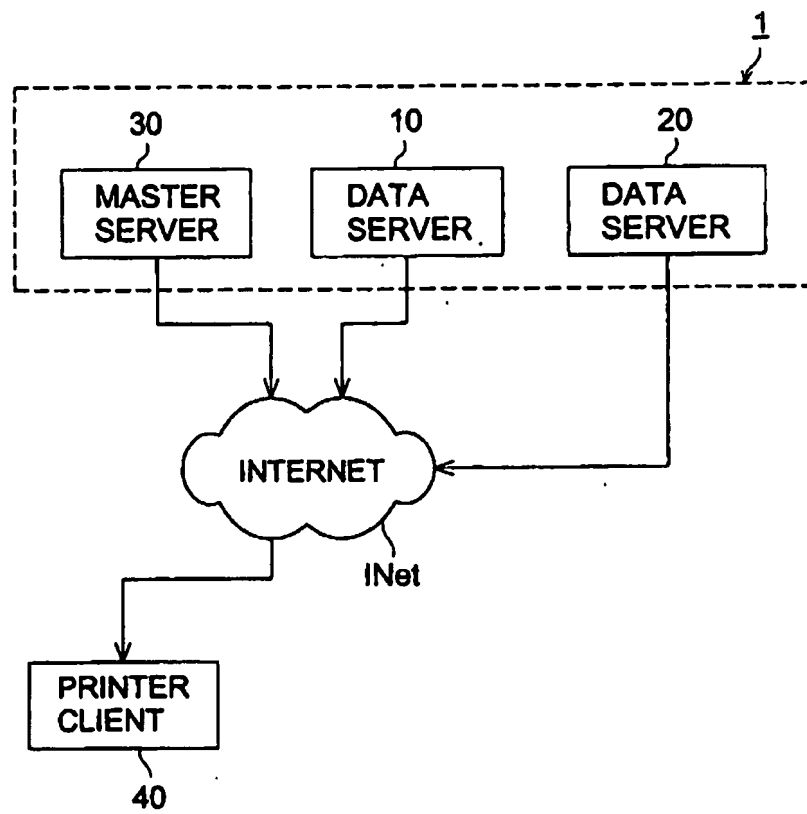 1
30
10
20
MASTER
SERVER
DATA
SERVER
DATA
SERVER
INTERNET
INet
PRINTER
CLIENT
40